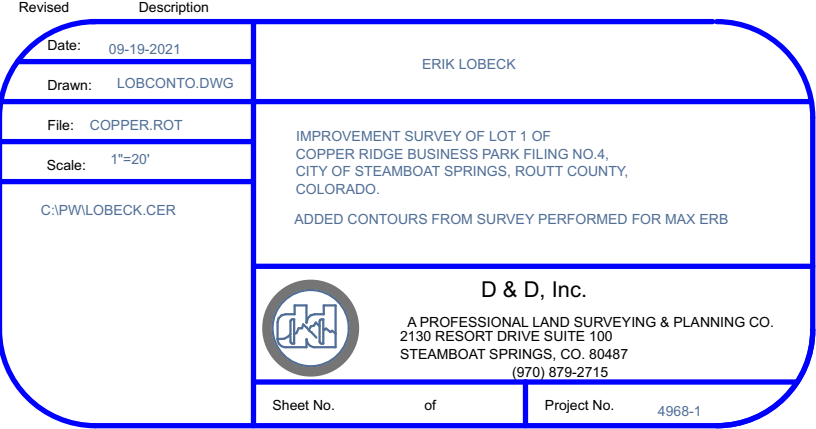 Revised Description
Date: 09-19-2021
Drawn: LOBCONTO.DWG
File: COPPER.ROT
Scale: 1"=20'
C:\PW\LOBECK.CER
ERIK LOBECK
IMPROVEMENT SURVEY OF LOT 1 OF
COPPER RIDGE BUSINESS PARK FILING NO.4,
CITY OF STEAMBOAT SPRINGS, ROUTT COUNTY,
COLORADO.
ADDED CONTOURS FROM SURVEY PERFORMED FOR MAX ERB
dd
D & D, Inc.
A PROFESSIONAL LAND SURVEYING & PLANNING CO.
2130 RESORT DRIVE SUITE 100
STEAMBOAT SPRINGS, CO. 80487
(970) 879-2715
Sheet No. of
Project No. 4968-1